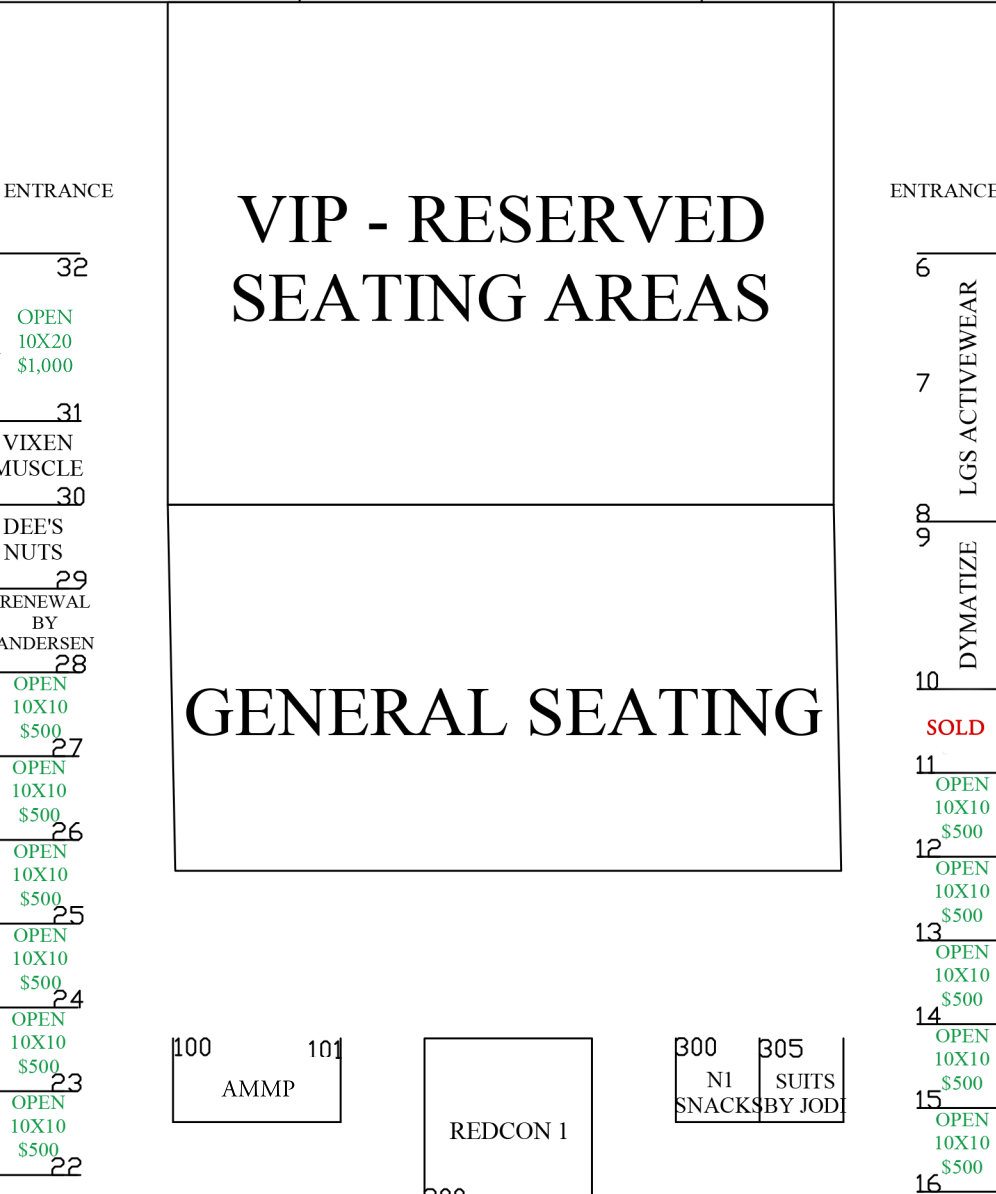 ENTRANCE
32
OPEN
10X20
$1,000
31
VIXEN
MUSCLE
30
DEE'S
NUTS
29
RENEWAL
BY
ANDERSEN
28
OPEN
10X10
$500
27
OPEN
10X10
$500
26
OPEN
10X10
$500
25
OPEN
10X10
$500
24
OPEN
10X10
$500
23
OPEN
10X10
$500
22
VIP - RESERVED
SEATING AREAS
GENERAL SEATING
100 101
AMMP
REDCON 1
300
N1
SNACKS
305
SUITS
BY JODI
ENTRANCE
6
7
LGS ACTIVEWEAR
8
9
DYMATIZE
10
SOLD
11
OPEN
10X10
$500
12
OPEN
10X10
$500
13
OPEN
10X10
$500
14
OPEN
10X10
$500
15
OPEN
10X10
$500
16